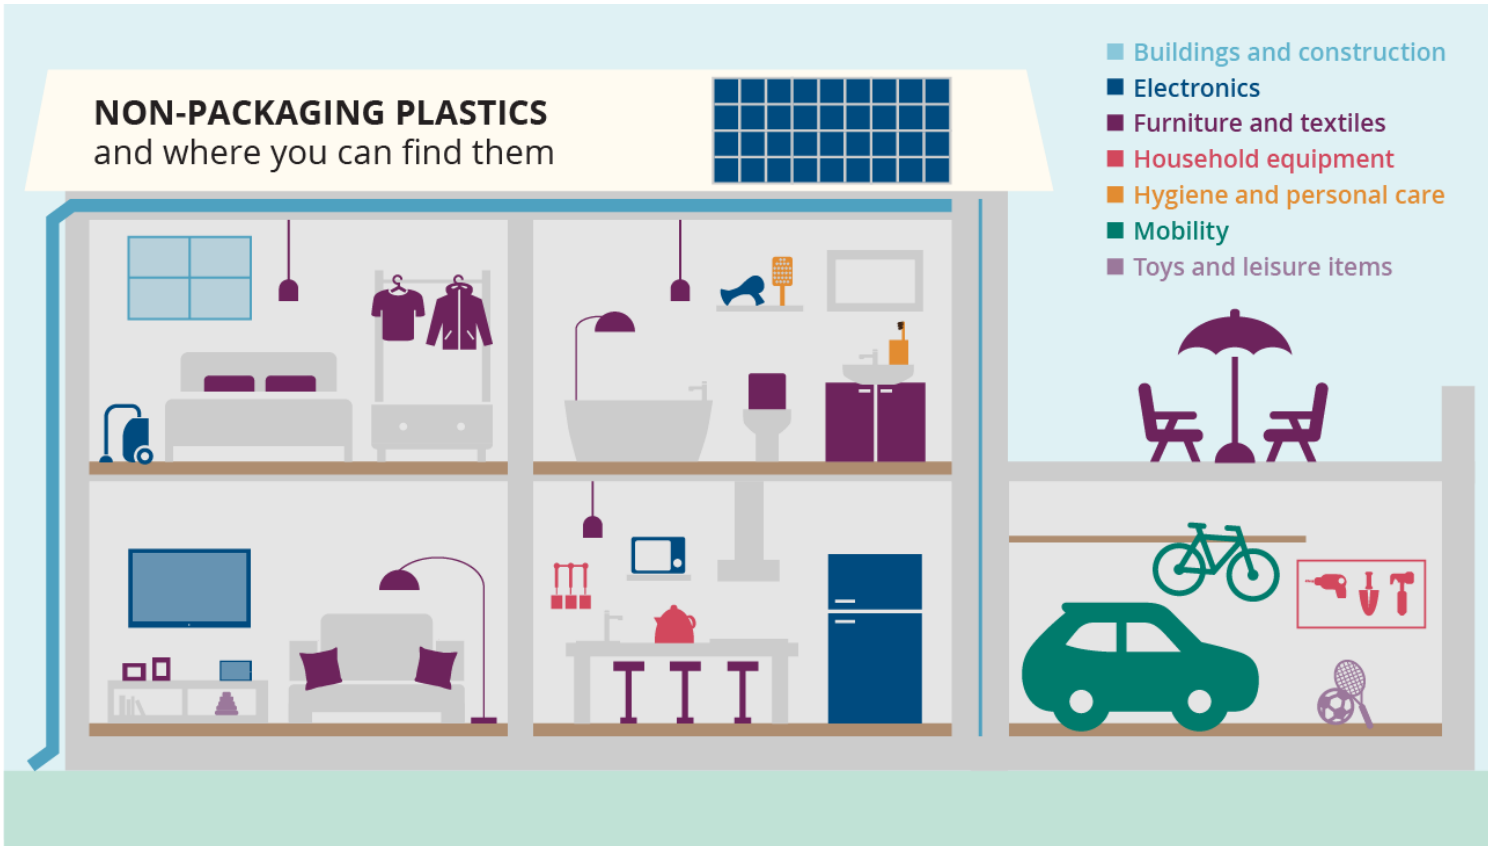 NON-PACKAGING PLASTICS
and where you can find them
Buildings and construction
Electronics
Furniture and textiles
Household equipment
Hygiene and personal care
Mobility
Toys and leisure items